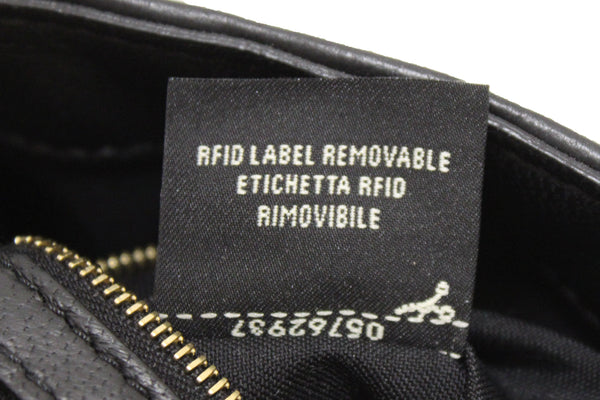 RFID LABEL REMOVABLE
ETICHETTA RFID
RIMOVIBILE
05762937